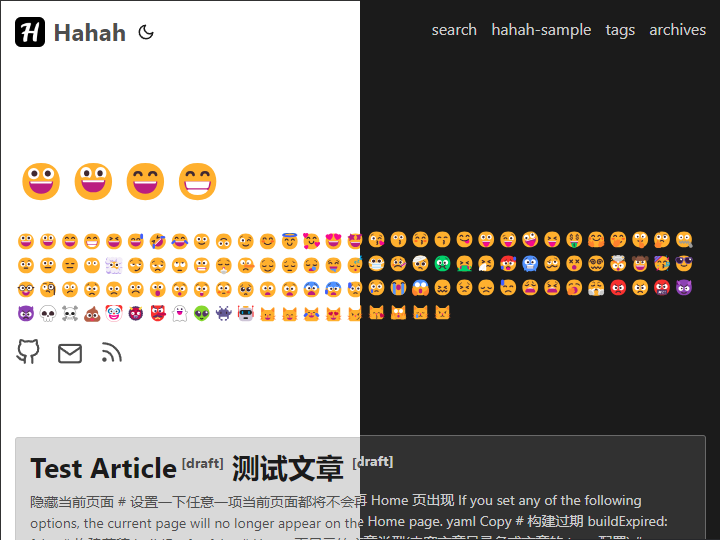 H Hahah
search hahah-sample tags archives
Test Article [draft] 测试文章 [draft]
隐藏当前页面 # 设置一下任意一项当前页面都将不会再 Home 页出现 If you set any of the following
options, the current page will no longer appear on the Home page. yaml Copy # 构建过期 buildExpired: